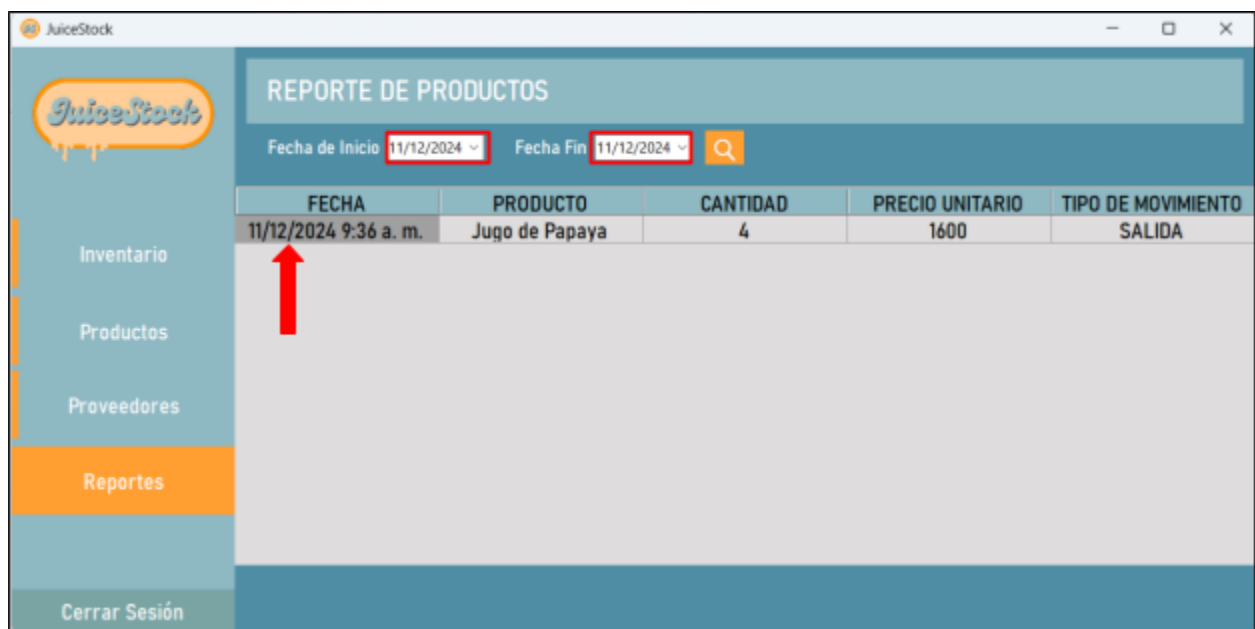 JuiceStock
JuiceStock
REPORTE DE PRODUCTOS
Fecha de Inicio 11/12/2024 Fecha Fin 11/12/2024
FECHA PRODUCTO CANTIDAD PRECIO UNITARIO TIPO DE MOVIMIENTO
11/12/2024 9:36 a. m. Jugo de Papaya 4 1600 SALIDA
Inventario
Productos
Proveedores
Reportes
Cerrar Sesión